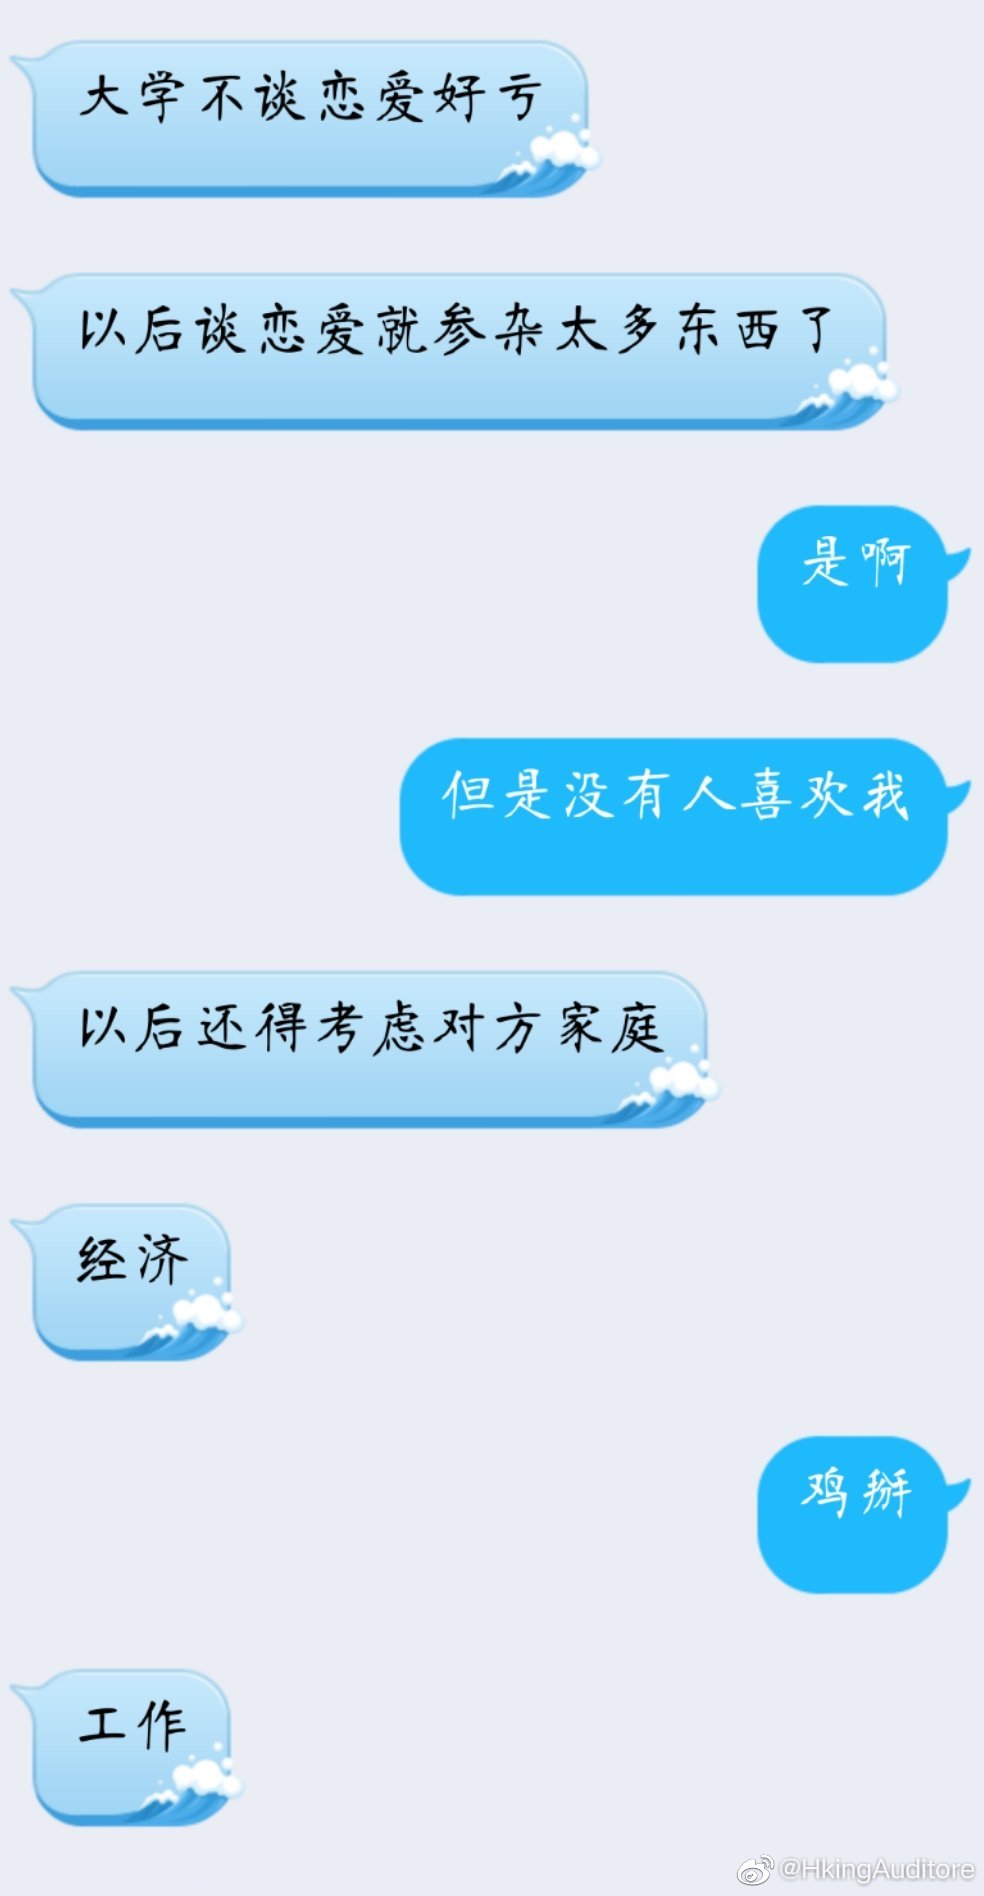 大学不谈恋爱好亏
以后谈恋爱就参杂太多东西了
是啊
但是没有人喜欢我
以后还得考虑对方家庭
经济
鸡掰
工作
@HkingAuditore